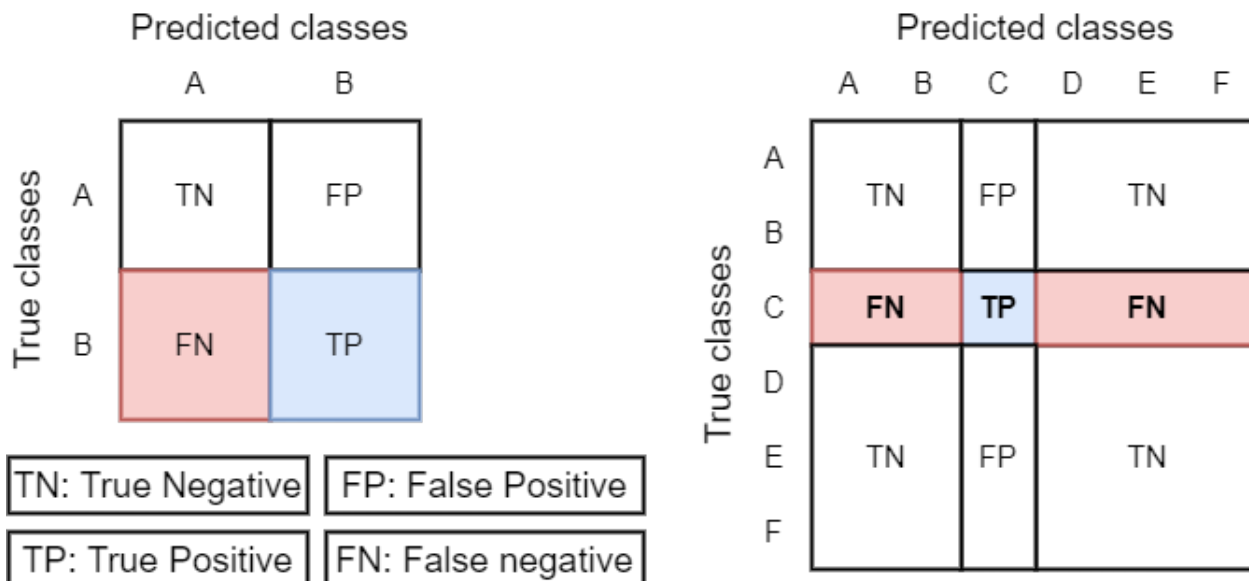 Predicted classes
A B
True classes
A TN FP
B FN TP
TN: True Negative FP: False Positive
TP: True Positive FN: False negative
Predicted classes
A B C D E F
True classes
A
TN FP TN
B
C FN TP FN
D
E TN FP TN
F